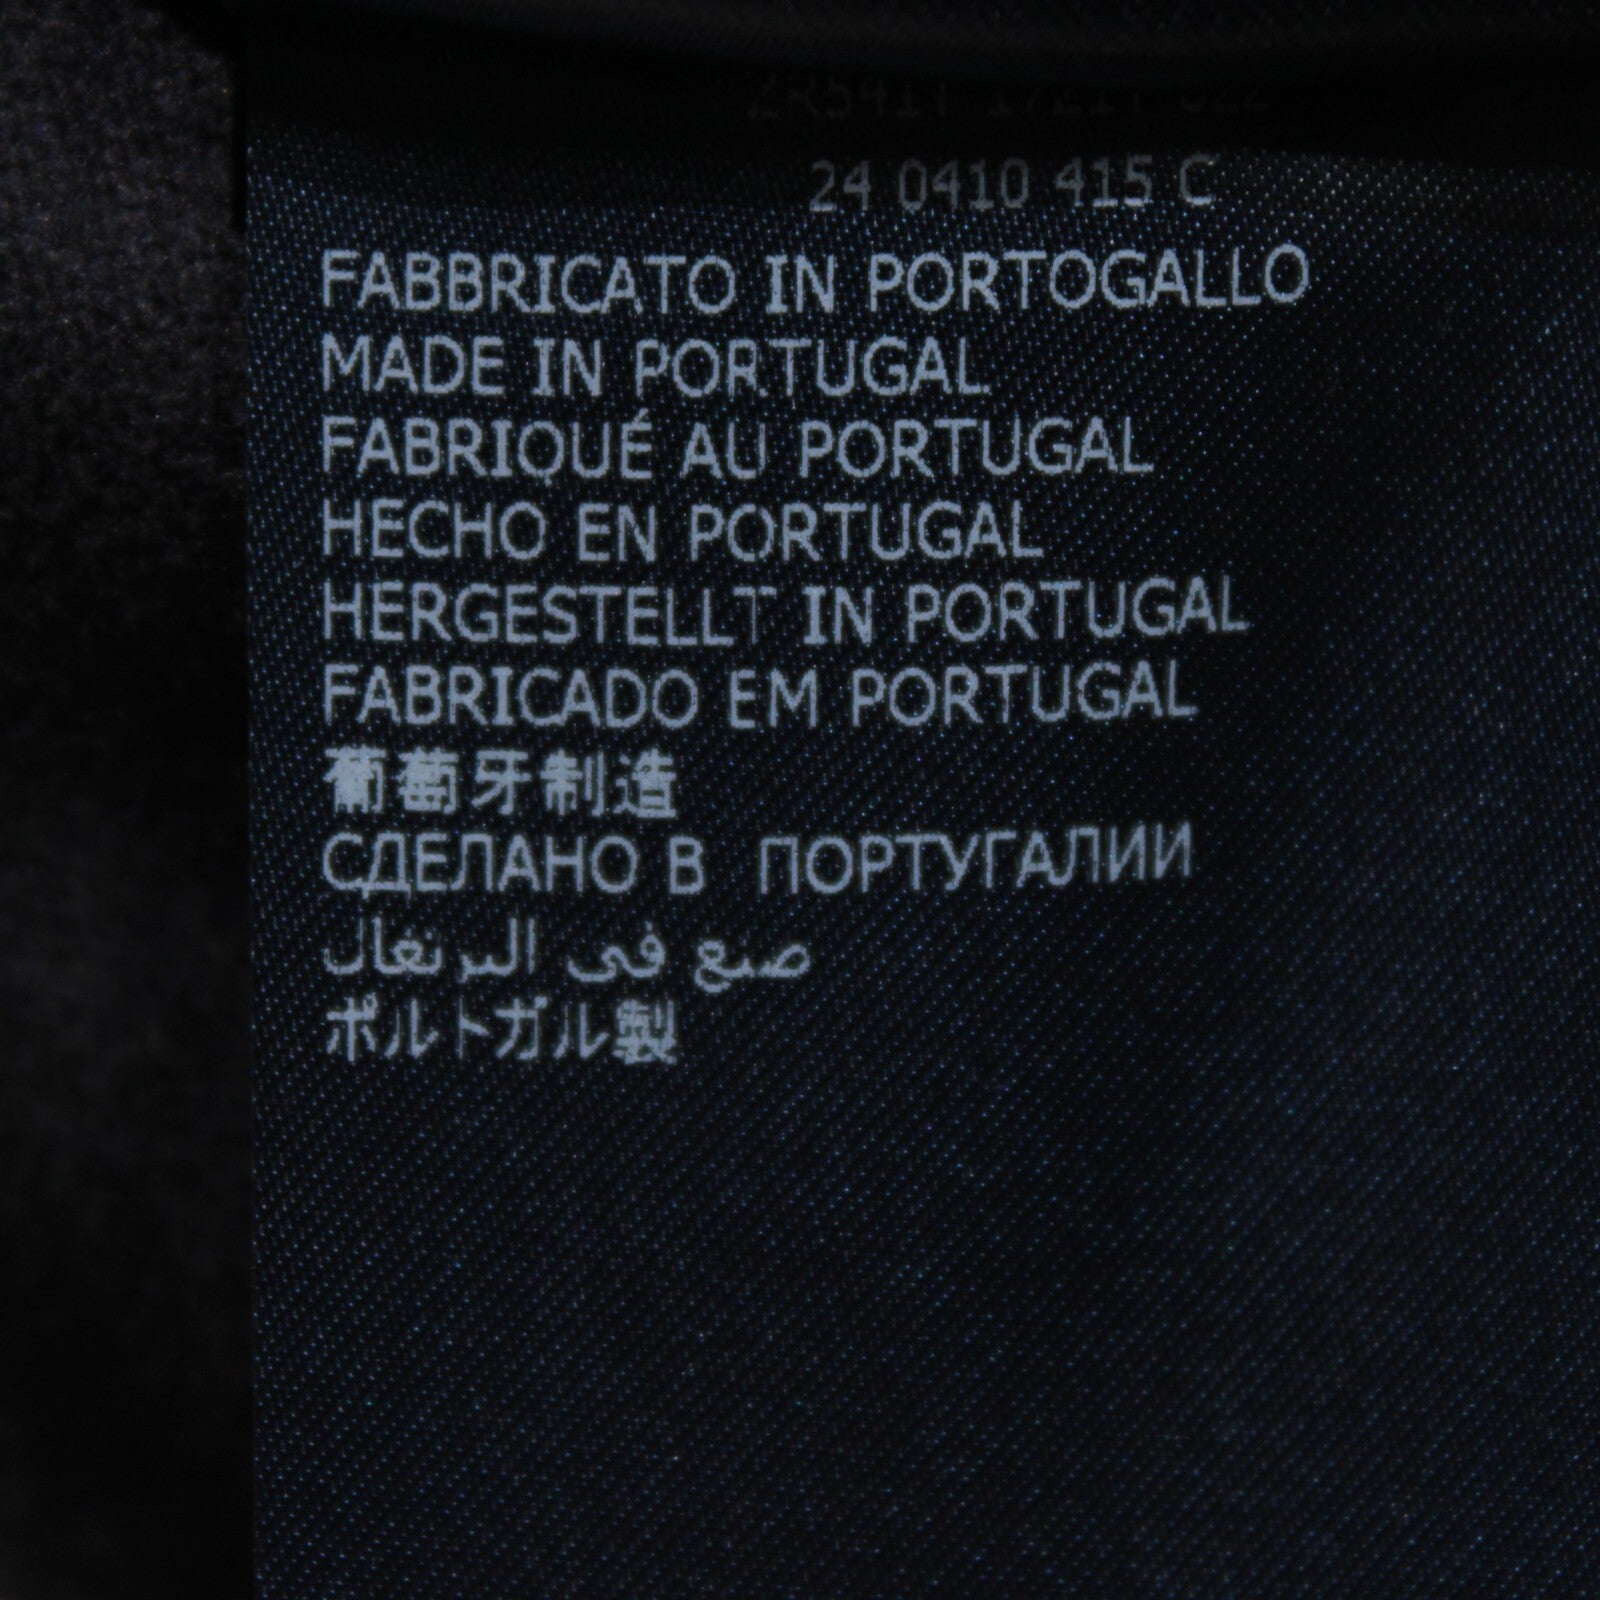 24 0410 415 C
FABBRICATO IN PORTOGALLO
MADE IN PORTUGAL
FABRIQUÉ AU PORTUGAL
HECHO EN PORTUGAL
HERGESTELLT IN PORTUGAL
FABRICADO EM PORTUGAL
葡萄牙制造
СДЕЛАНО В ПОРТУГАЛИИ
صنع في البرتغال
ポルトガル製